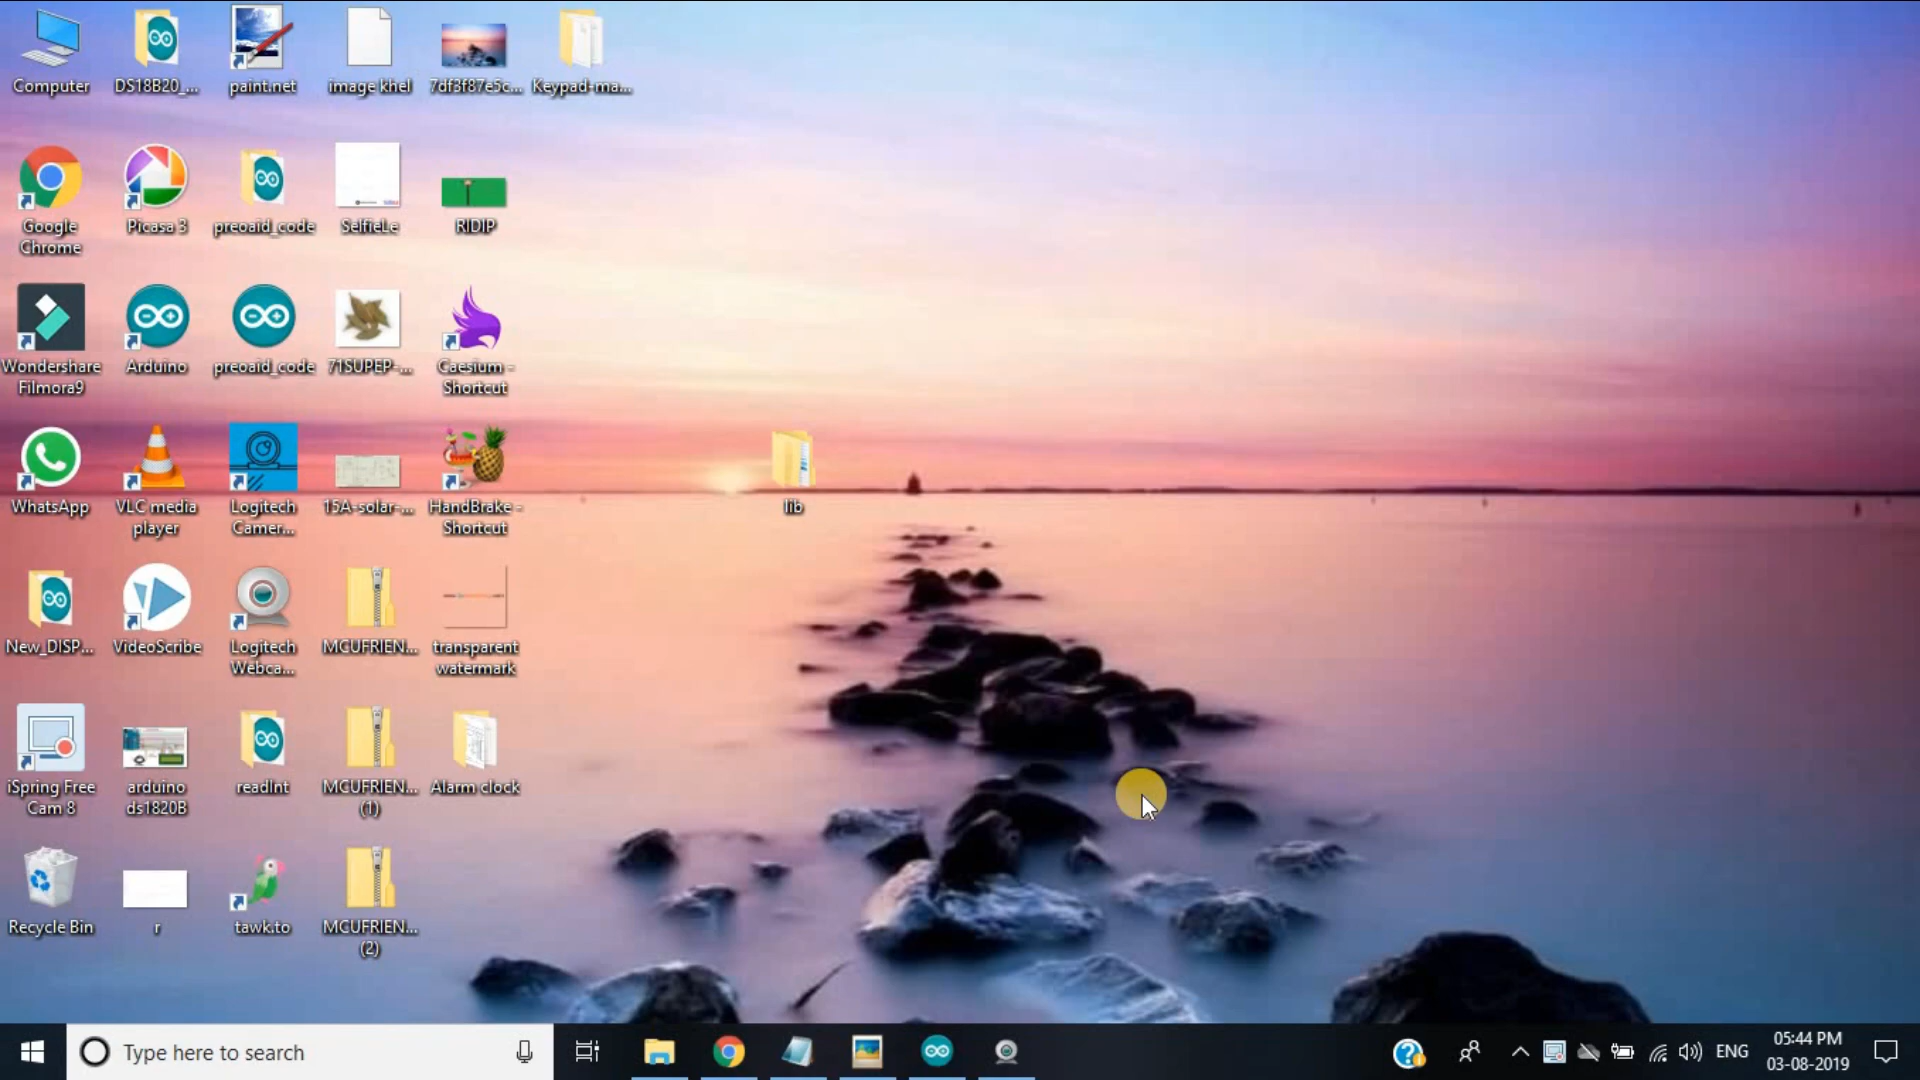 Computer
DS18B20_...
paint.net
image khel
7df3f87e5c...
Keypad-ma...
Google
Chrome
Picasa 3
preoaid_code
SelfieLe
RIDIP
Wondershare
Filmora9
Arduino
preoaid_code
71SUPEP-...
Caesium -
Shortcut
WhatsApp
VLC media
player
Logitech
Camer...
15A-solar-...
HandBrake -
Shortcut
lib
New_DISP...
VideoScribe
Logitech
Webca...
MCUFRIEN...
transparent
watermark
iSpring Free
Cam 8
arduino
ds1820B
readInt
MCUFRIEN...
(1)
Alarm clock
Recycle Bin
r
tawk.to
MCUFRIEN...
(2)
Type here to search
ENG
05:44 PM
03-08-2019